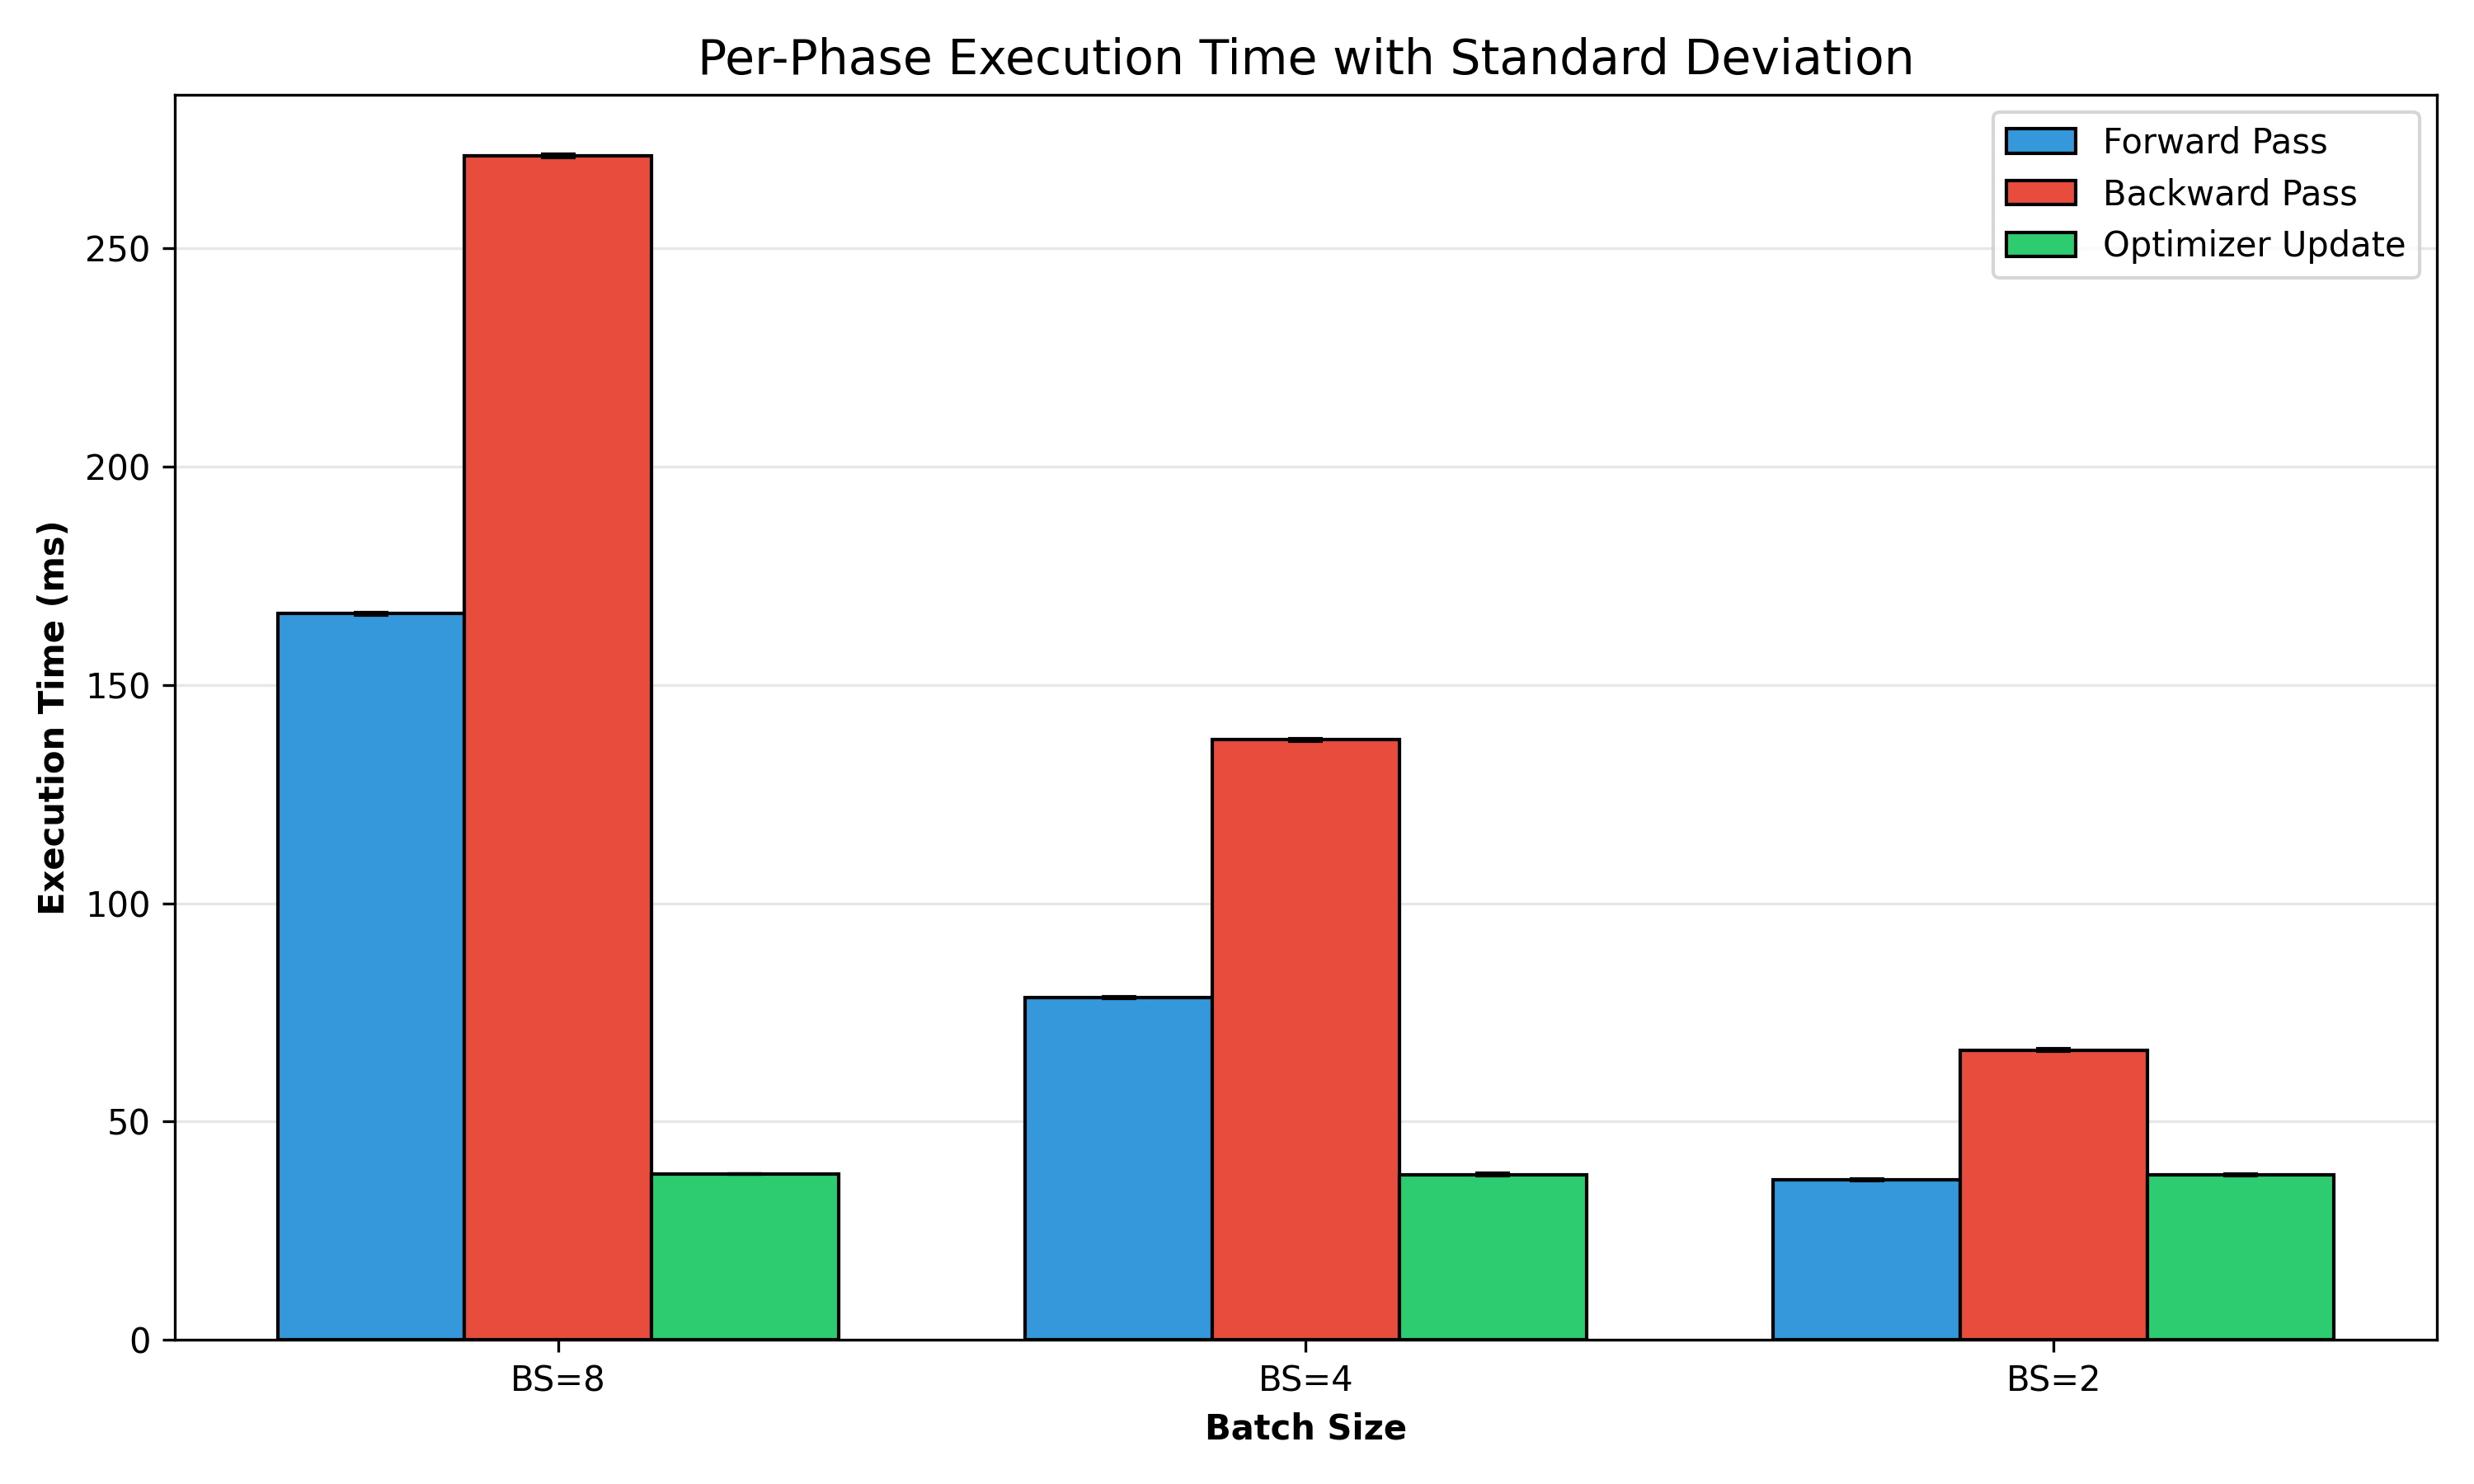 Per-Phase Execution Time with Standard Deviation
Forward Pass
Backward Pass
Optimizer Update
Execution Time (ms)
250
200
150
100
50
0
BS=8
BS=4
BS=2
Batch Size